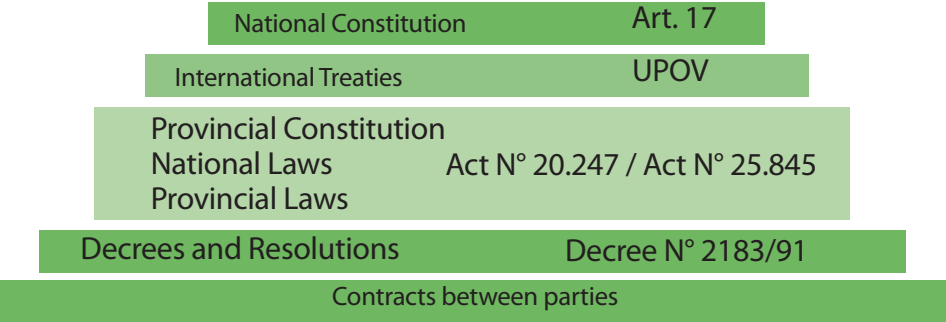 National Constitution Art. 17
International Treaties UPOV
Provincial Constitution
National Laws Act N° 20.247 / Act N° 25.845
Provincial Laws
Decrees and Resolutions Decree N° 2183/91
Contracts between parties